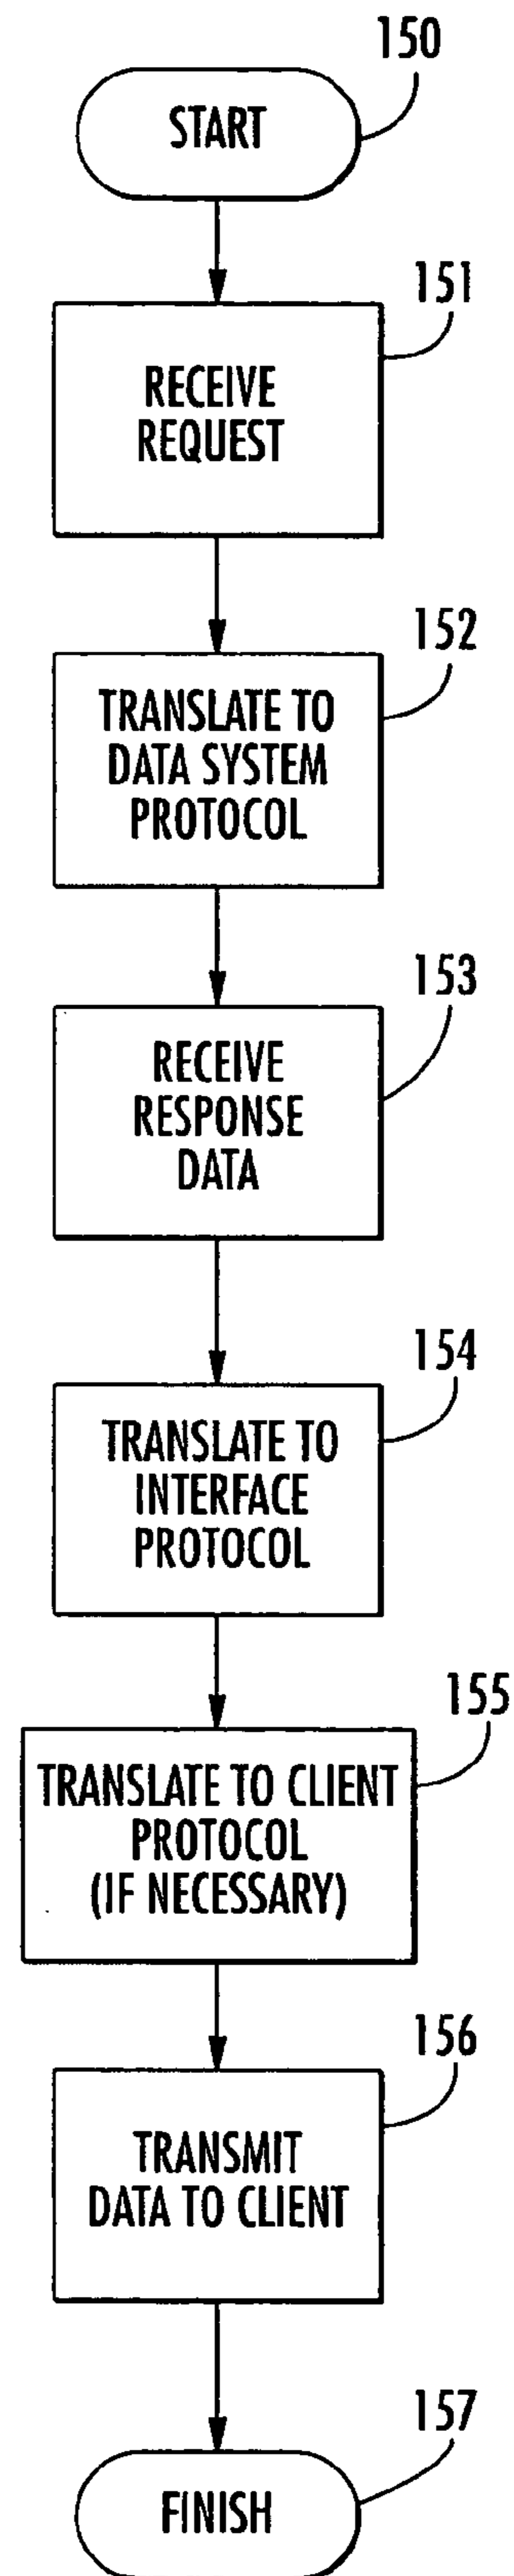 150
START
151
RECEIVE
REQUEST
152
TRANSLATE TO
DATA SYSTEM
PROTOCOL
153
RECEIVE
RESPONSE
DATA
154
TRANSLATE TO
INTERFACE
PROTOCOL
155
TRANSLATE TO CLIENT
PROTOCOL
(IF NECESSARY)
156
TRANSMIT
DATA TO CLIENT
157
FINISH